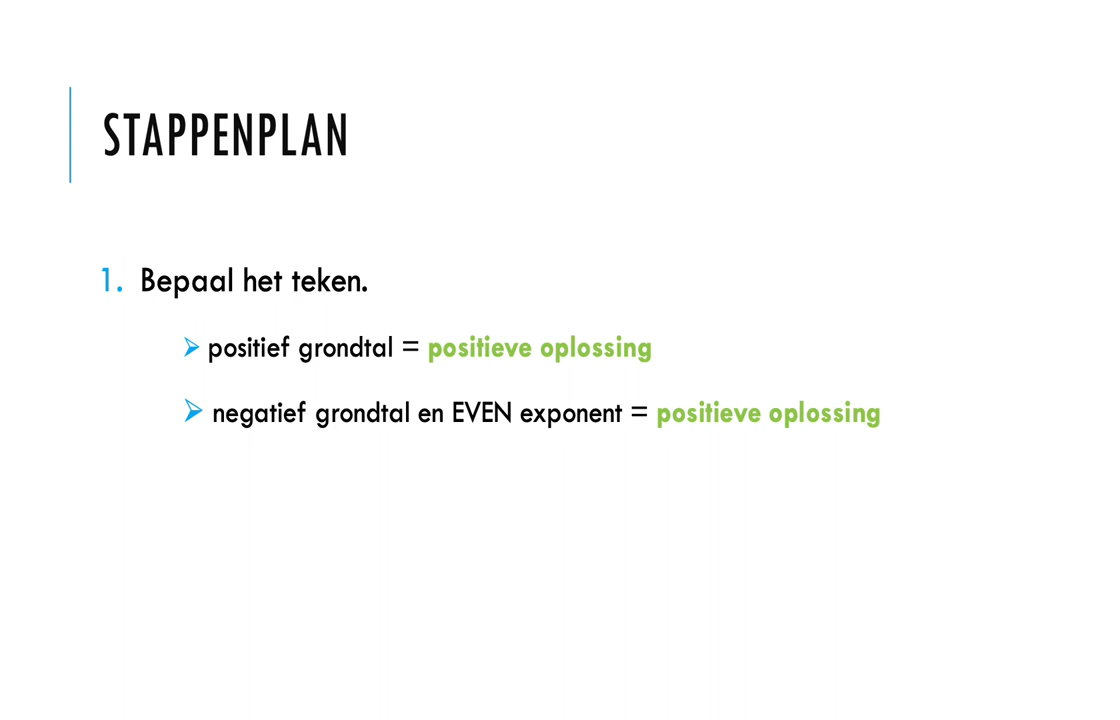 STAPPENPLAN
1. Bepaal het teken.
➢ positief grondtal = positieve oplossing
➢ negatief grondtal en EVEN exponent = positieve oplossing